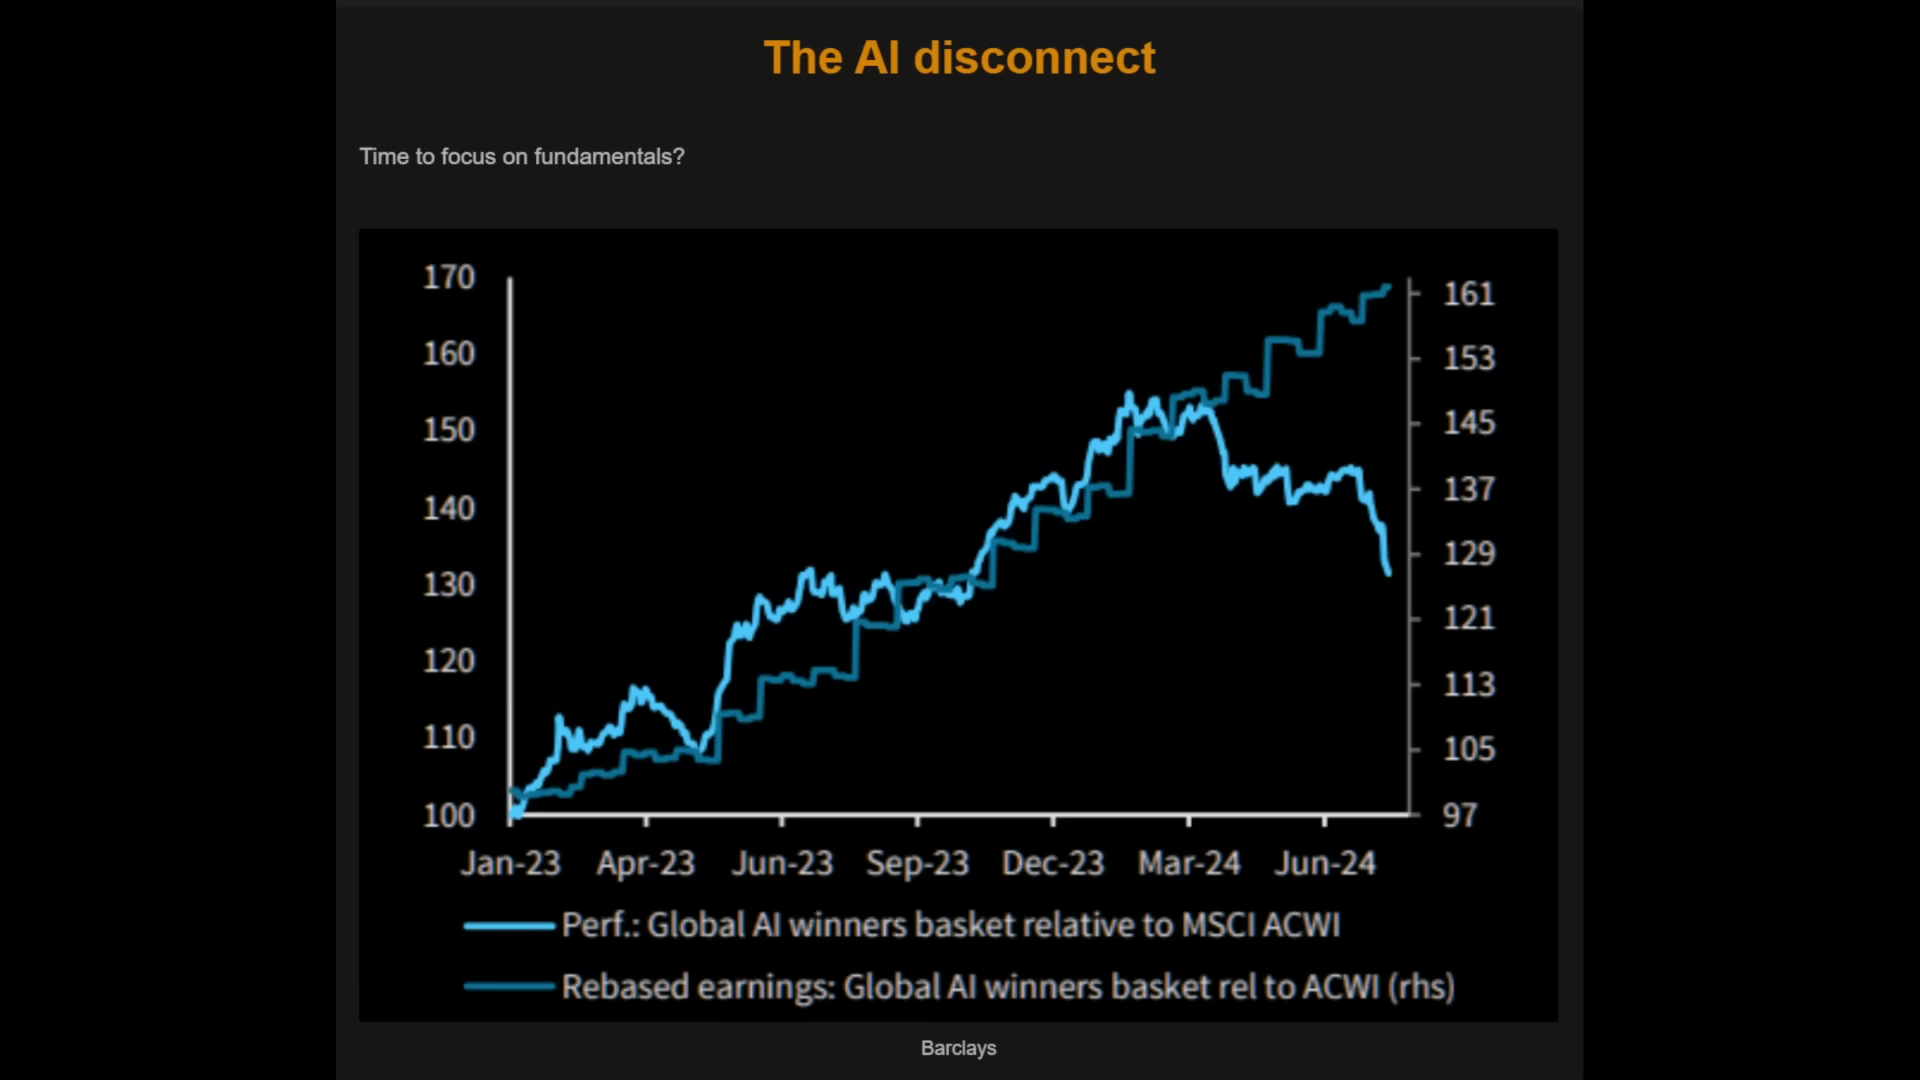 The AI disconnect
Time to focus on fundamentals?
170
160
150
140
130
120
110
100
161
153
145
137
129
121
113
105
97
Jan-23 Apr-23 Jun-23 Sep-23 Dec-23 Mar-24 Jun-24
Perf.: Global AI winners basket relative to MSCI ACWI
Rebased earnings: Global AI winners basket rel to ACWI (rhs)
Barclays